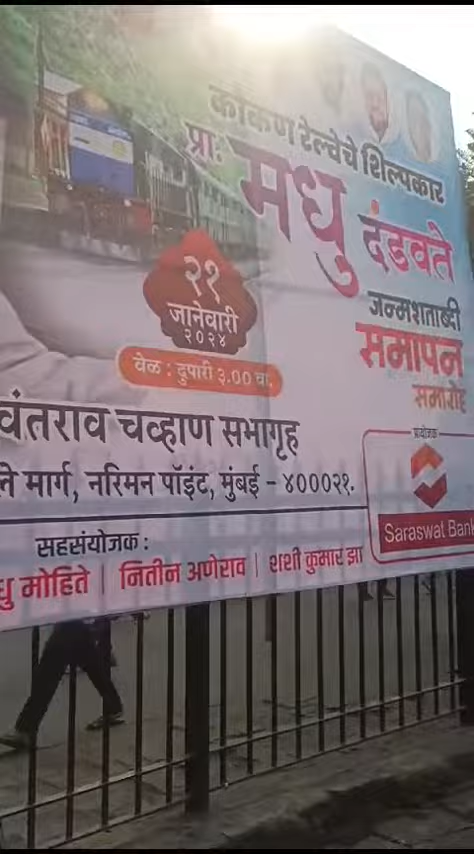 कोकण रेल्वेचे शिल्पकार
प्रा. मधु दंडवते
जन्मशताब्दी
समापन
समारोह
२१
जानेवारी
२०२४
वेळ : दुपारी ३.०० वा.
वंतराव चव्हाण सभागृह
मार्ग, नरिमन पॉइंट, मुंबई - ४०००२१.
प्रायोजक
Saraswat Bank
सहसंयोजक :
धु मोहिते | नितीन अणेराव | शशी कुमार झा